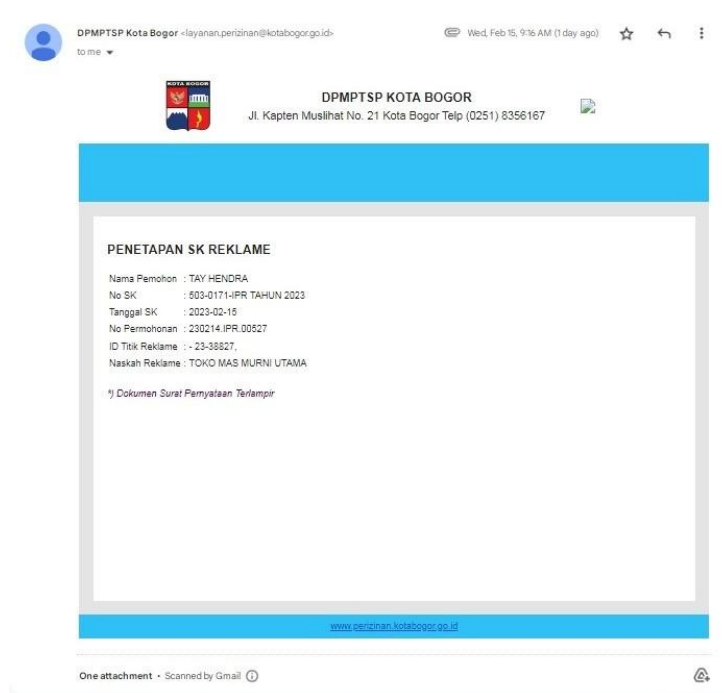 DPMPTSP Kota Bogor <layanan.perizinan@kotabogor.go.id>
Wed, Feb 15, 9:16 AM (1 day ago)
to me
KOTA BOGOR
DPMPTSP KOTA BOGOR
Jl. Kapten Muslihat No. 21 Kota Bogor Telp (0251) 8356167
PENETAPAN SK REKLAME
Nama Pemohon : TAY HENDRA
No SK : 503-0171-IPR TAHUN 2023
Tanggal SK : 2023-02-15
No Permohonan : 230214.IPR.00527
ID Titik Reklame : - 23-38827,
Naskah Reklame : TOKO MAS MURNI UTAMA
*) Dokumen Surat Pernyataan Terlampir
www.perizinan.kotabogor.go.id
One attachment • Scanned by Gmail